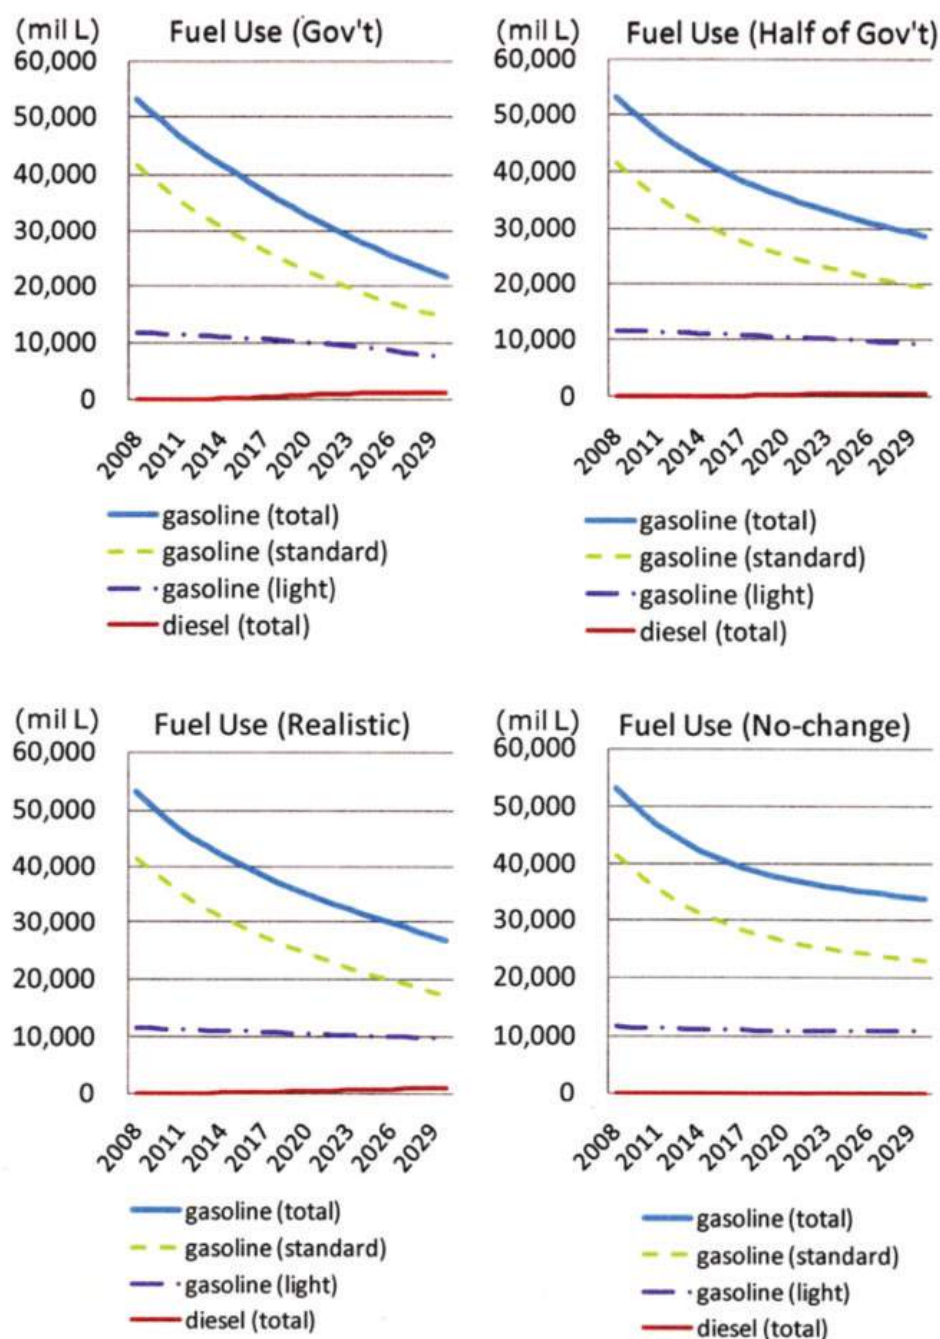 (mil L) Fuel Use (Gov't)
60,000
50,000
40,000
30,000
20,000
10,000
0
2008 2011 2014 2017 2020 2023 2026 2029
gasoline (total)
gasoline (standard)
gasoline (light)
diesel (total)
(mil L) Fuel Use (Half of Gov't)
60,000
50,000
40,000
30,000
20,000
10,000
0
2008 2011 2014 2017 2020 2023 2026 2029
gasoline (total)
gasoline (standard)
gasoline (light)
diesel (total)
(mil L) Fuel Use (Realistic)
60,000
50,000
40,000
30,000
20,000
10,000
0
2008 2011 2014 2017 2020 2023 2026 2029
gasoline (total)
gasoline (standard)
gasoline (light)
diesel (total)
(mil L) Fuel Use (No-change)
60,000
50,000
40,000
30,000
20,000
10,000
0
2008 2011 2014 2017 2020 2023 2026 2029
gasoline (total)
gasoline (standard)
gasoline (light)
diesel (total)